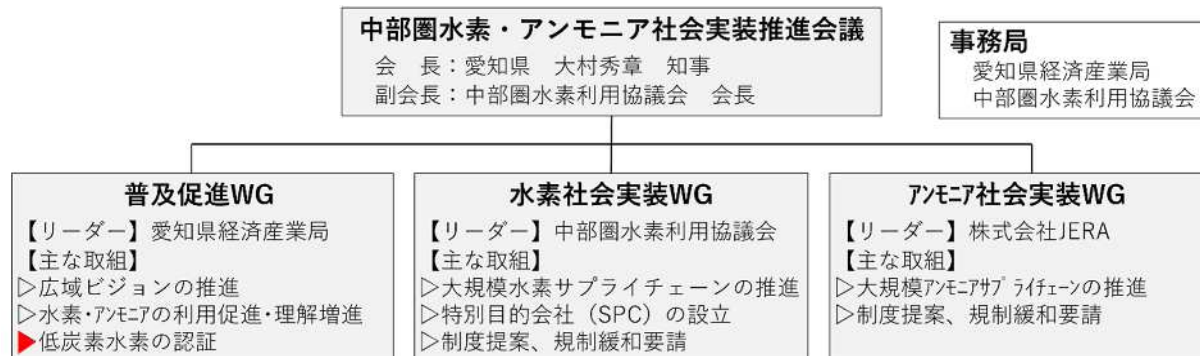 中部圏水素・アンモニア社会実装推進会議
会　長：愛知県　大村秀章　知事
副会長：中部圏水素利用協議会　会長
事務局
愛知県経済産業局
中部圏水素利用協議会
普及促進WG
【リーダー】愛知県経済産業局
【主な取組】
▷広域ビジョンの推進
▷水素・アンモニアの利用促進・理解増進
▶低炭素水素の認証
水素社会実装WG
【リーダー】中部圏水素利用協議会
【主な取組】
▷大規模水素サプライチェーンの推進
▷特別目的会社（SPC）の設立
▷制度提案、規制緩和要請
アンモニア社会実装WG
【リーダー】株式会社JERA
【主な取組】
▷大規模アンモニアサプライチェーンの推進
▷制度提案、規制緩和要請